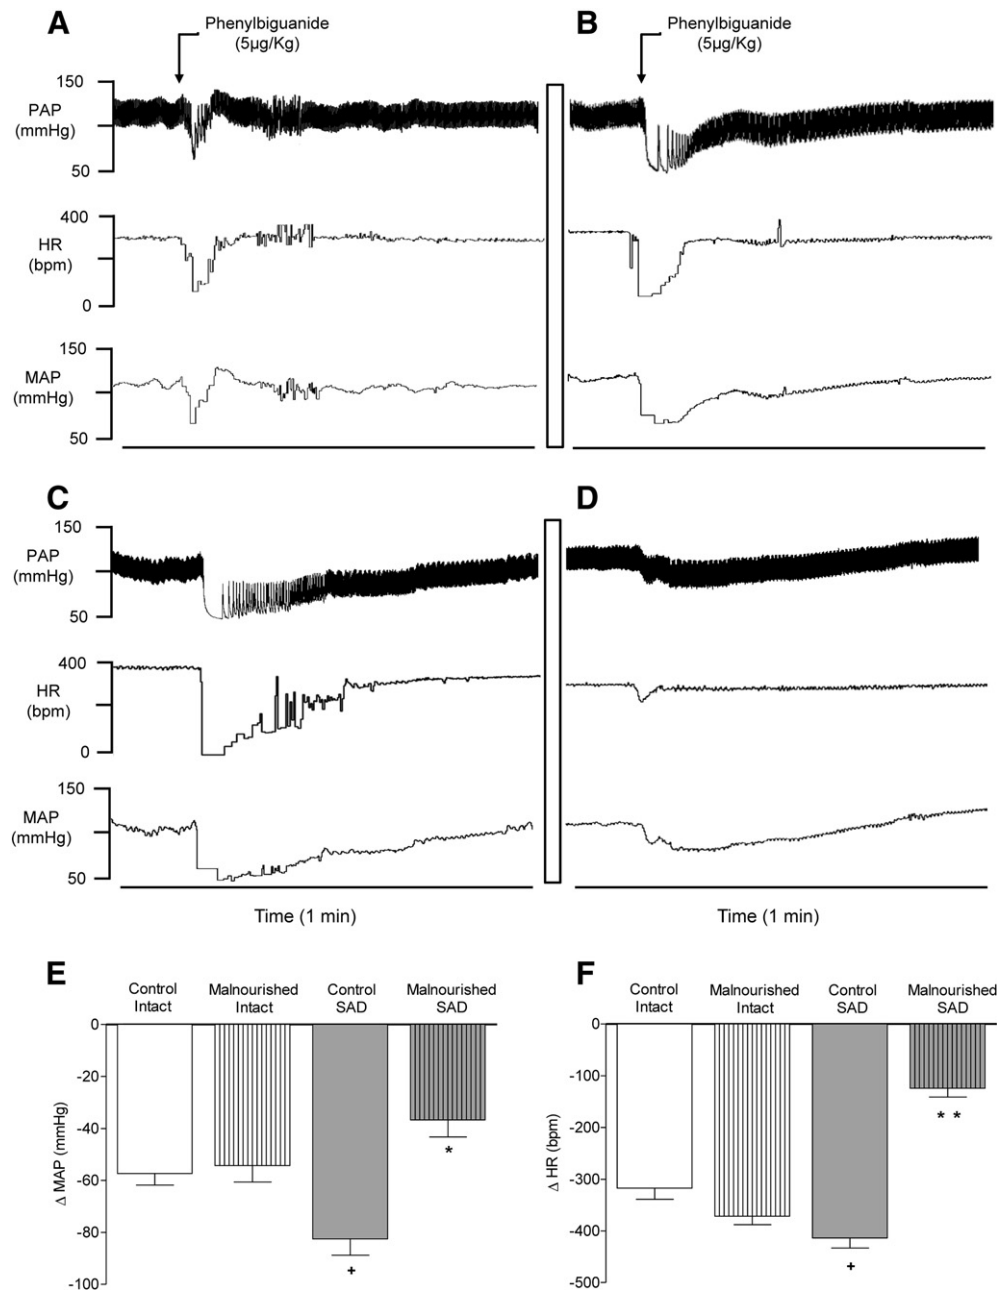 A
B
Phenylbiguanide
(5µg/Kg)
Phenylbiguanide
(5µg/Kg)
150
PAP
(mmHg)
50
400
HR
(bpm)
0
150
MAP
(mmHg)
50
C
D
150
PAP
(mmHg)
50
400
HR
(bpm)
0
150
MAP
(mmHg)
50
Time (1 min)
Time (1 min)
E
Control
Intact
Malnourished
Intact
Control
SAD
Malnourished
SAD
0
-20
-40
-60
-80
-100
Δ MAP (mmHg)
+
*
F
Control
Intact
Malnourished
Intact
Control
SAD
Malnourished
SAD
0
-100
-200
-300
-400
-500
Δ HR (bpm)
+
* *